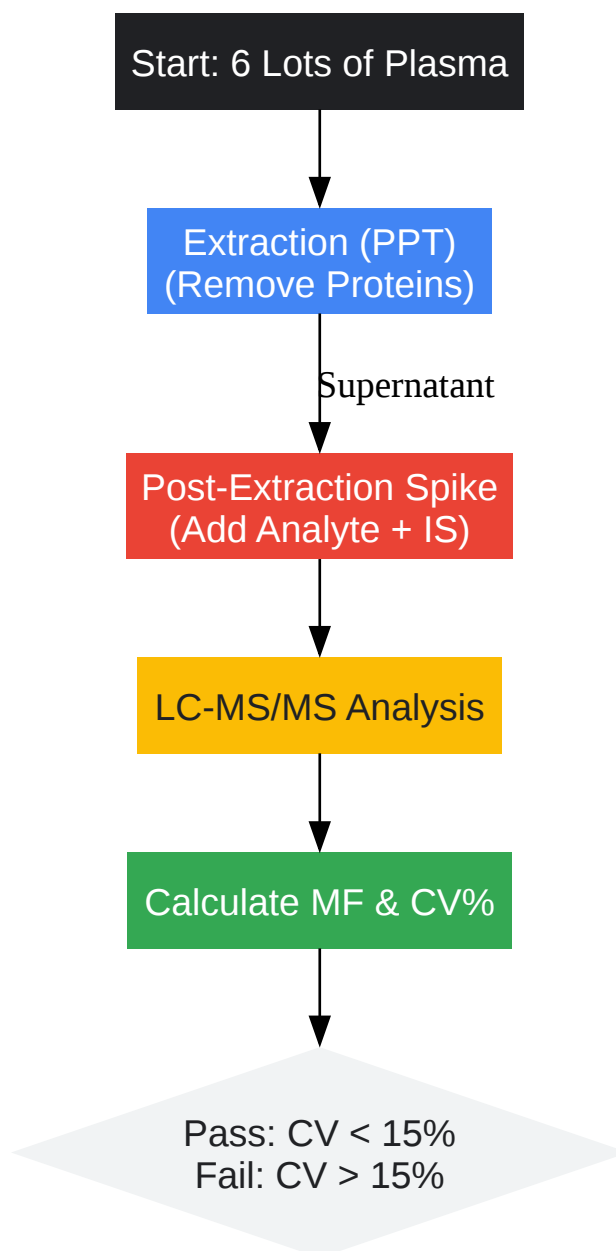 Start: 6 Lots of Plasma
Extraction (PPT)
(Remove Proteins)
Supernatant
Post-Extraction Spike
(Add Analyte + IS)
LC-MS/MS Analysis
Calculate MF & CV%
Pass: CV < 15%
Fail: CV > 15%